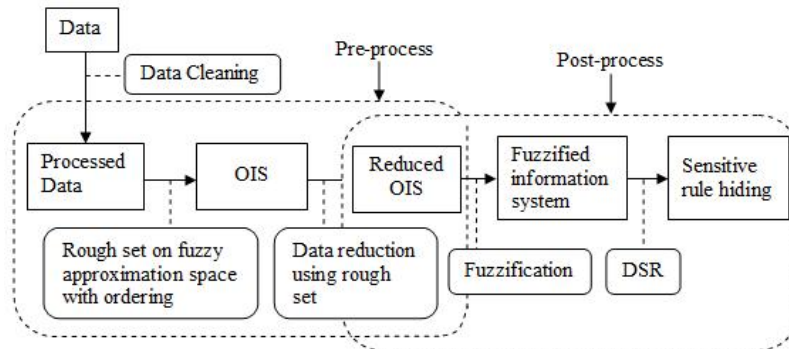 Data
Pre-process
Post-process
Data Cleaning
Processed
Data
OIS
Reduced
OIS
Fuzzified
information
system
Sensitive
rule hiding
Rough set on fuzzy
approximation space
with ordering
Data reduction
using rough
set
Fuzzification
DSR